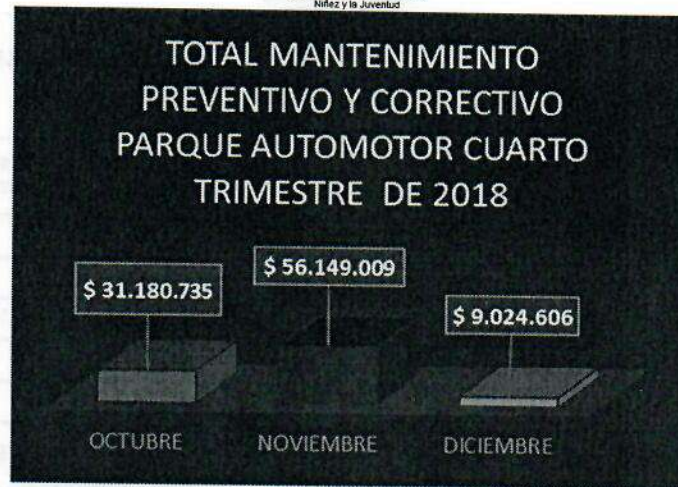 Niñez y la Juventud
TOTAL MANTENIMIENTO
PREVENTIVO Y CORRECTIVO
PARQUE AUTOMOTOR CUARTO
TRIMESTRE DE 2018
$ 31.180.735
$ 56.149.009
$ 9.024.606
OCTUBRE
NOVIEMBRE
DICIEMBRE